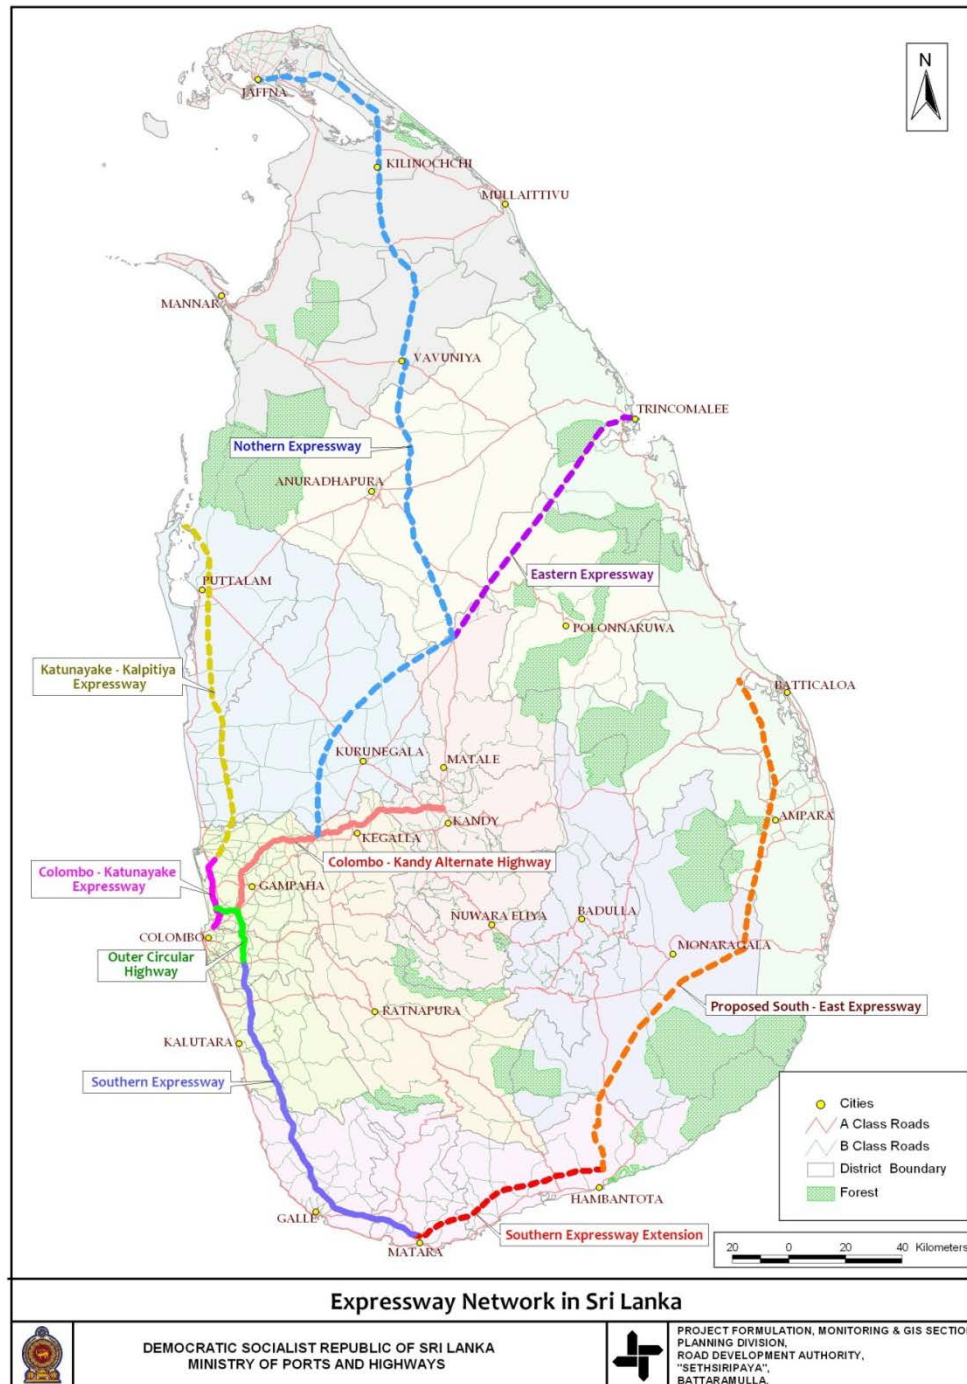 N
JAFFNA
KILINOCHCHI
MULLAITTIVU
MANNAR
VAVUNIYA
TRINCOMALEE
Nothern Expressway
ANURADHAPURA
Eastern Expressway
PUTTALAM
POLONNARUWA
Katunayake - Kalpitiya
Expressway
BATTICALOA
KURUNEGALA
MATALE
AMPARA
KANDY
KEGALLA
Colombo - Kandy Alternate Highway
Colombo - Katunayake
Expressway
GAMPAHA
NUWARA ELIYA
BADULLA
COLOMBO
MONARAGALA
Outer Circular
Highway
Proposed South - East Expressway
RATNAPURA
KALUTARA
Southern Expressway
Cities
A Class Roads
B Class Roads
District Boundary
Forest
HAMBANTOTA
GALLE
Southern Expressway Extension
MATARA
20 0 20 40 Kilometers
Expressway Network in Sri Lanka
DEMOCRATIC SOCIALIST REPUBLIC OF SRI LANKA
MINISTRY OF PORTS AND HIGHWAYS
PROJECT FORMULATION, MONITORING & GIS SECTION
PLANNING DIVISION,
ROAD DEVELOPMENT AUTHORITY,
"SETHSIRIPAYA",
BATTARAMULLA.